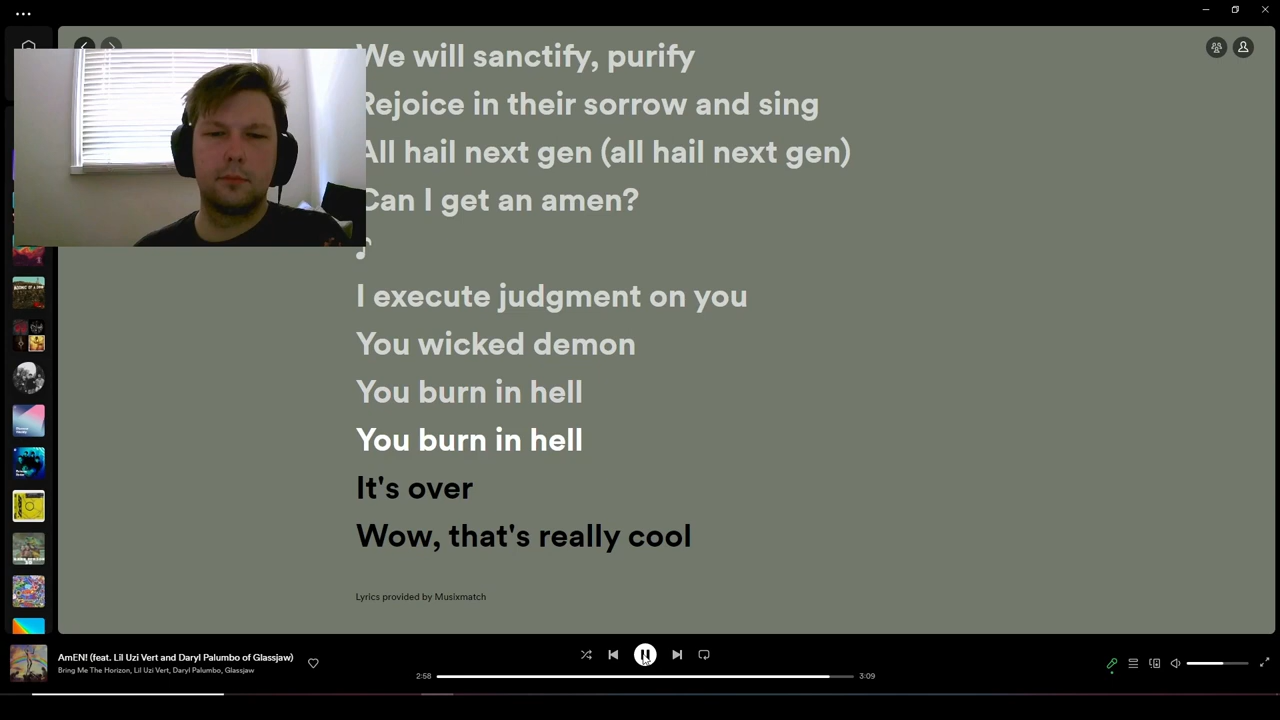 We will sanctify, purify
Rejoice in their sorrow and sing
All hail next gen (all hail next gen)
Can I get an amen?
♪
I execute judgment on you
You wicked demon
You burn in hell
You burn in hell
It's over
Wow, that's really cool
Lyrics provided by Musixmatch
AmEN! (feat. Lil Uzi Vert and Daryl Palumbo of Glassjaw)
Bring Me The Horizon, Lil Uzi Vert, Daryl Palumbo, Glassjaw
2:58
3:09